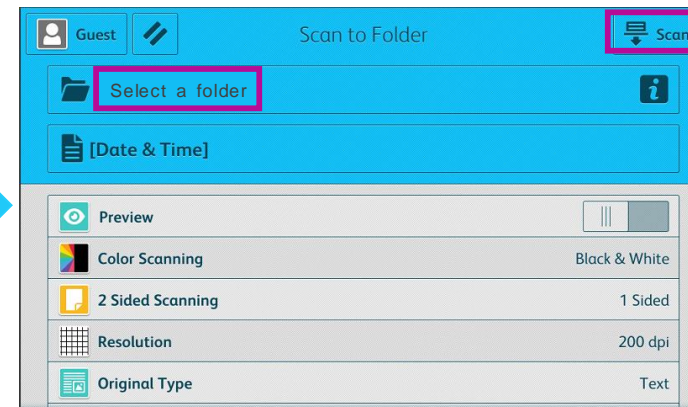 Guest
Scan to Folder
Scan
Select a folder
[Date & Time]
Preview
Color Scanning Black & White
2 Sided Scanning 1 Sided
Resolution 200 dpi
Original Type Text